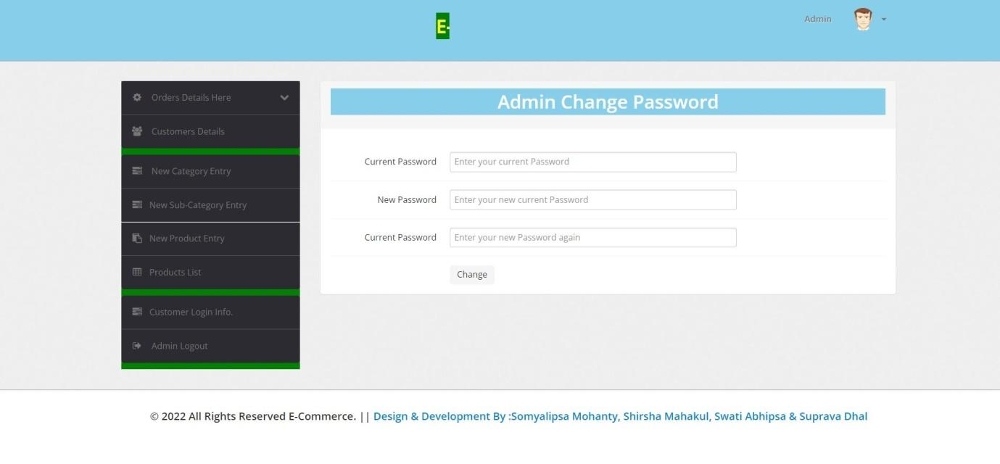 E-
Admin
Orders Details Here
Customers Details
New Category Entry
New Sub-Category Entry
New Product Entry
Products List
Customer Login Info.
Admin Logout
Admin Change Password
Current Password Enter your current Password
New Password Enter your new current Password
Current Password Enter your new Password again
Change
© 2022 All Rights Reserved E-Commerce. || Design & Development By :Somyalipsa Mohanty, Shirsha Mahakul, Swati Abhipsa & Suprava Dhal